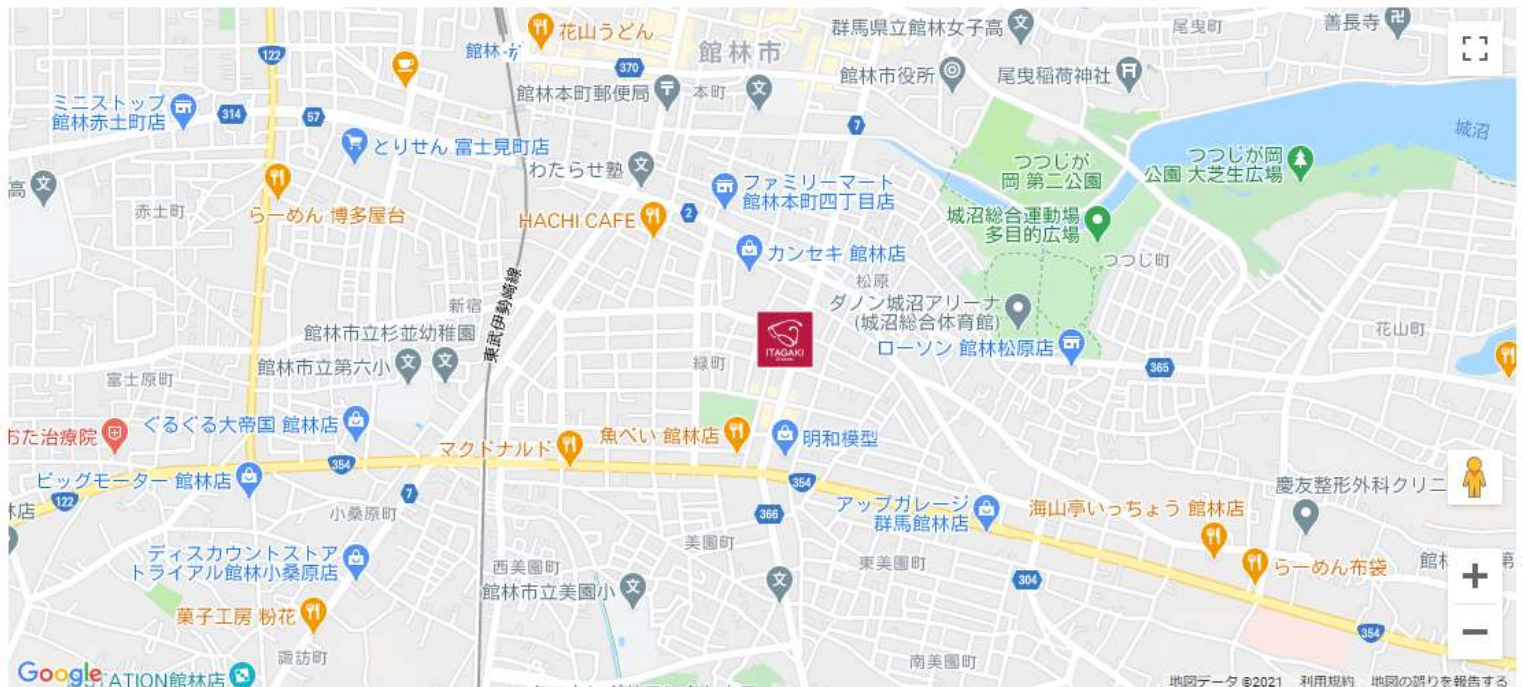 花山うどん
群馬県立館林女子高
尾曳町
善長寺
122
館林
370
館林市
館林市役所
尾曳稲荷神社
館林本町郵便局
本町
ミニストップ
館林赤土町店
314
57
7
城沼
とりせん 富士見町店
わたらせ塾
つつじが
岡 第二公園
つつじが岡
公園 大芝生広場
高
赤土町
らーめん 博多屋台
ファミリーマート
館林本町四丁目店
HACHI CAFE
2
城沼総合運動場
多目的広場
カンセキ 館林店
つつじ町
東武伊勢崎線
松原
新宿
ダノン城沼アリーナ
(城沼総合体育館)
館林市立杉並幼稚園
ITAGAKI
花山町
ローソン 館林松原店
館林市立第六小
緑町
365
富士原町
ぐるぐる大帝国 館林店
おた治療院
マクドナルド
魚べい 館林店
明和模型
354
ビッグモーター 館林店
122
7
354
林店
小桑原町
366
アップガレージ
群馬館林店
海山亭いっちょう 館林店
慶友整形外科クリニ
ディスカウントストア
トライアル館林小桑原店
美園町
西美園町
東美園町
館林市立美園小
304
らーめん布袋
館林
第
菓子工房 粉花
354
諏訪町
南美園町
Google
STATION館林店
地図データ ©2021 利用規約 地図の誤りを報告する